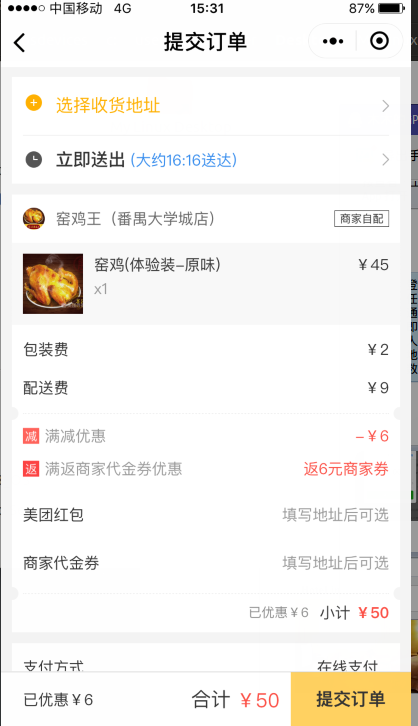 中国移动 4G 15:31 87%
提交订单
选择收货地址
立即送出 (大约16:16送达)
窑鸡王（番禺大学城店） 商家自配
窑鸡(体验装-原味) ¥45
x1
包装费 ¥2
配送费 ¥9
减 满减优惠 -¥6
返 满返商家代金券优惠 返6元商家券
美团红包 填写地址后可选
商家代金券 填写地址后可选
已优惠¥6 小计 ¥50
支付方式 在线支付
已优惠¥6 合计 ¥50 提交订单